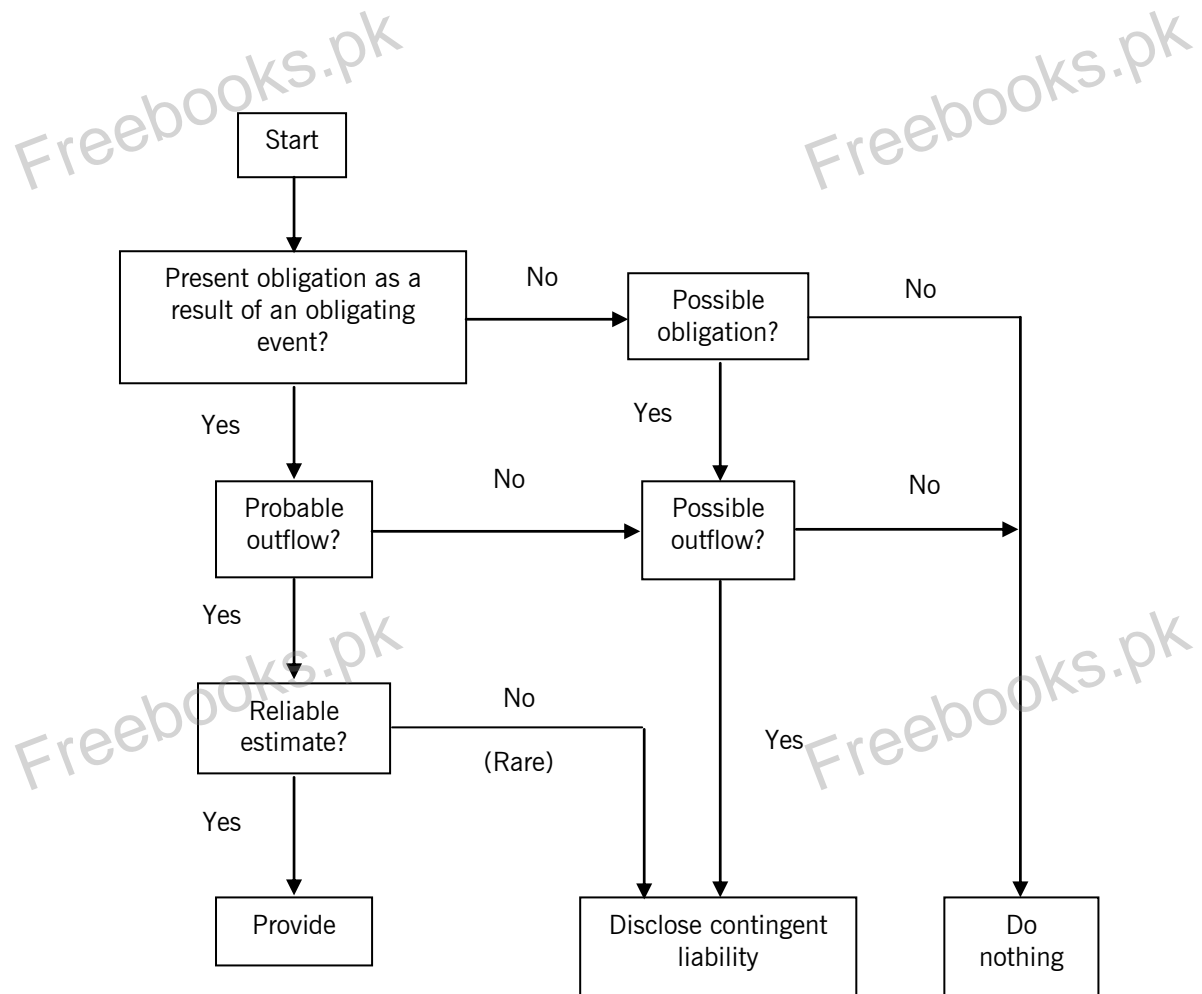 Freebooks.pk
Freebooks.pk
Start
Present obligation as a
result of an obligating
event?
No
Possible
obligation?
No
Yes
Yes
Probable
outflow?
No
Possible
outflow?
No
Yes
Freebooks.pk
Freebooks.pk
Reliable
estimate?
No
(Rare)
Yes
Yes
Provide
Disclose contingent
liability
Do
nothing